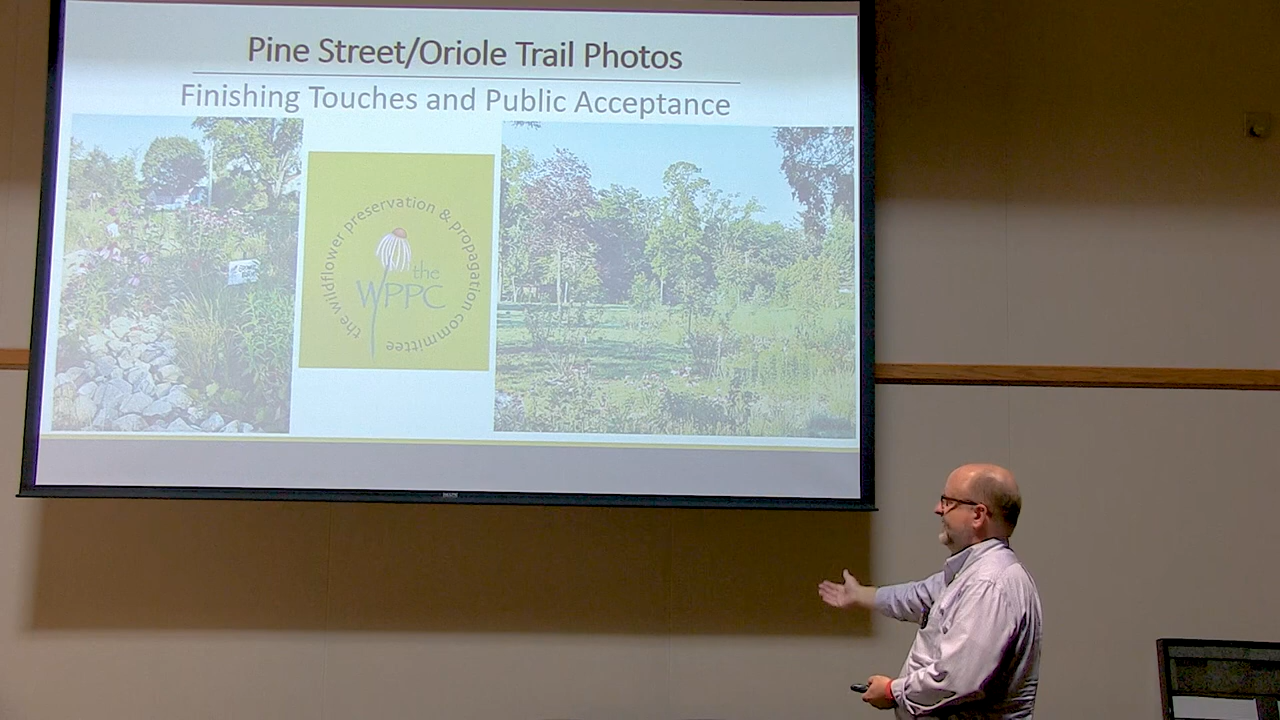 Pine Street/Oriole Trail Photos
Finishing Touches and Public Acceptance
the wildflower preservation & propagation committee
the
WPPC